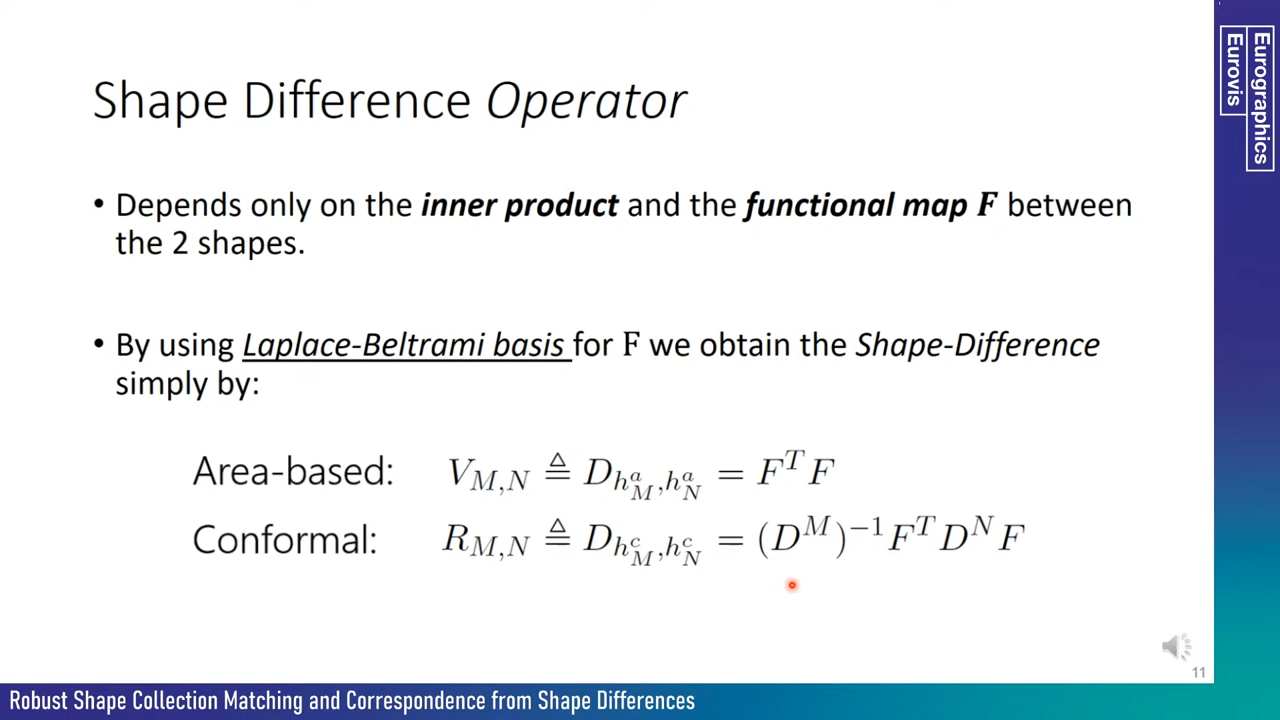 Shape Difference Operator
• Depends only on the inner product and the functional map F between
the 2 shapes.
• By using Laplace-Beltrami basis for F we obtain the Shape-Difference
simply by:
Area-based: V_{M,N} ≜ D_{h^a_M,h^a_N} = F^T F
Conformal: R_{M,N} ≜ D_{h^c_M,h^c_N} = (D^M)^{-1} F^T D^N F
11
Robust Shape Collection Matching and Correspondence from Shape Differences
Eurographics
Eurovis